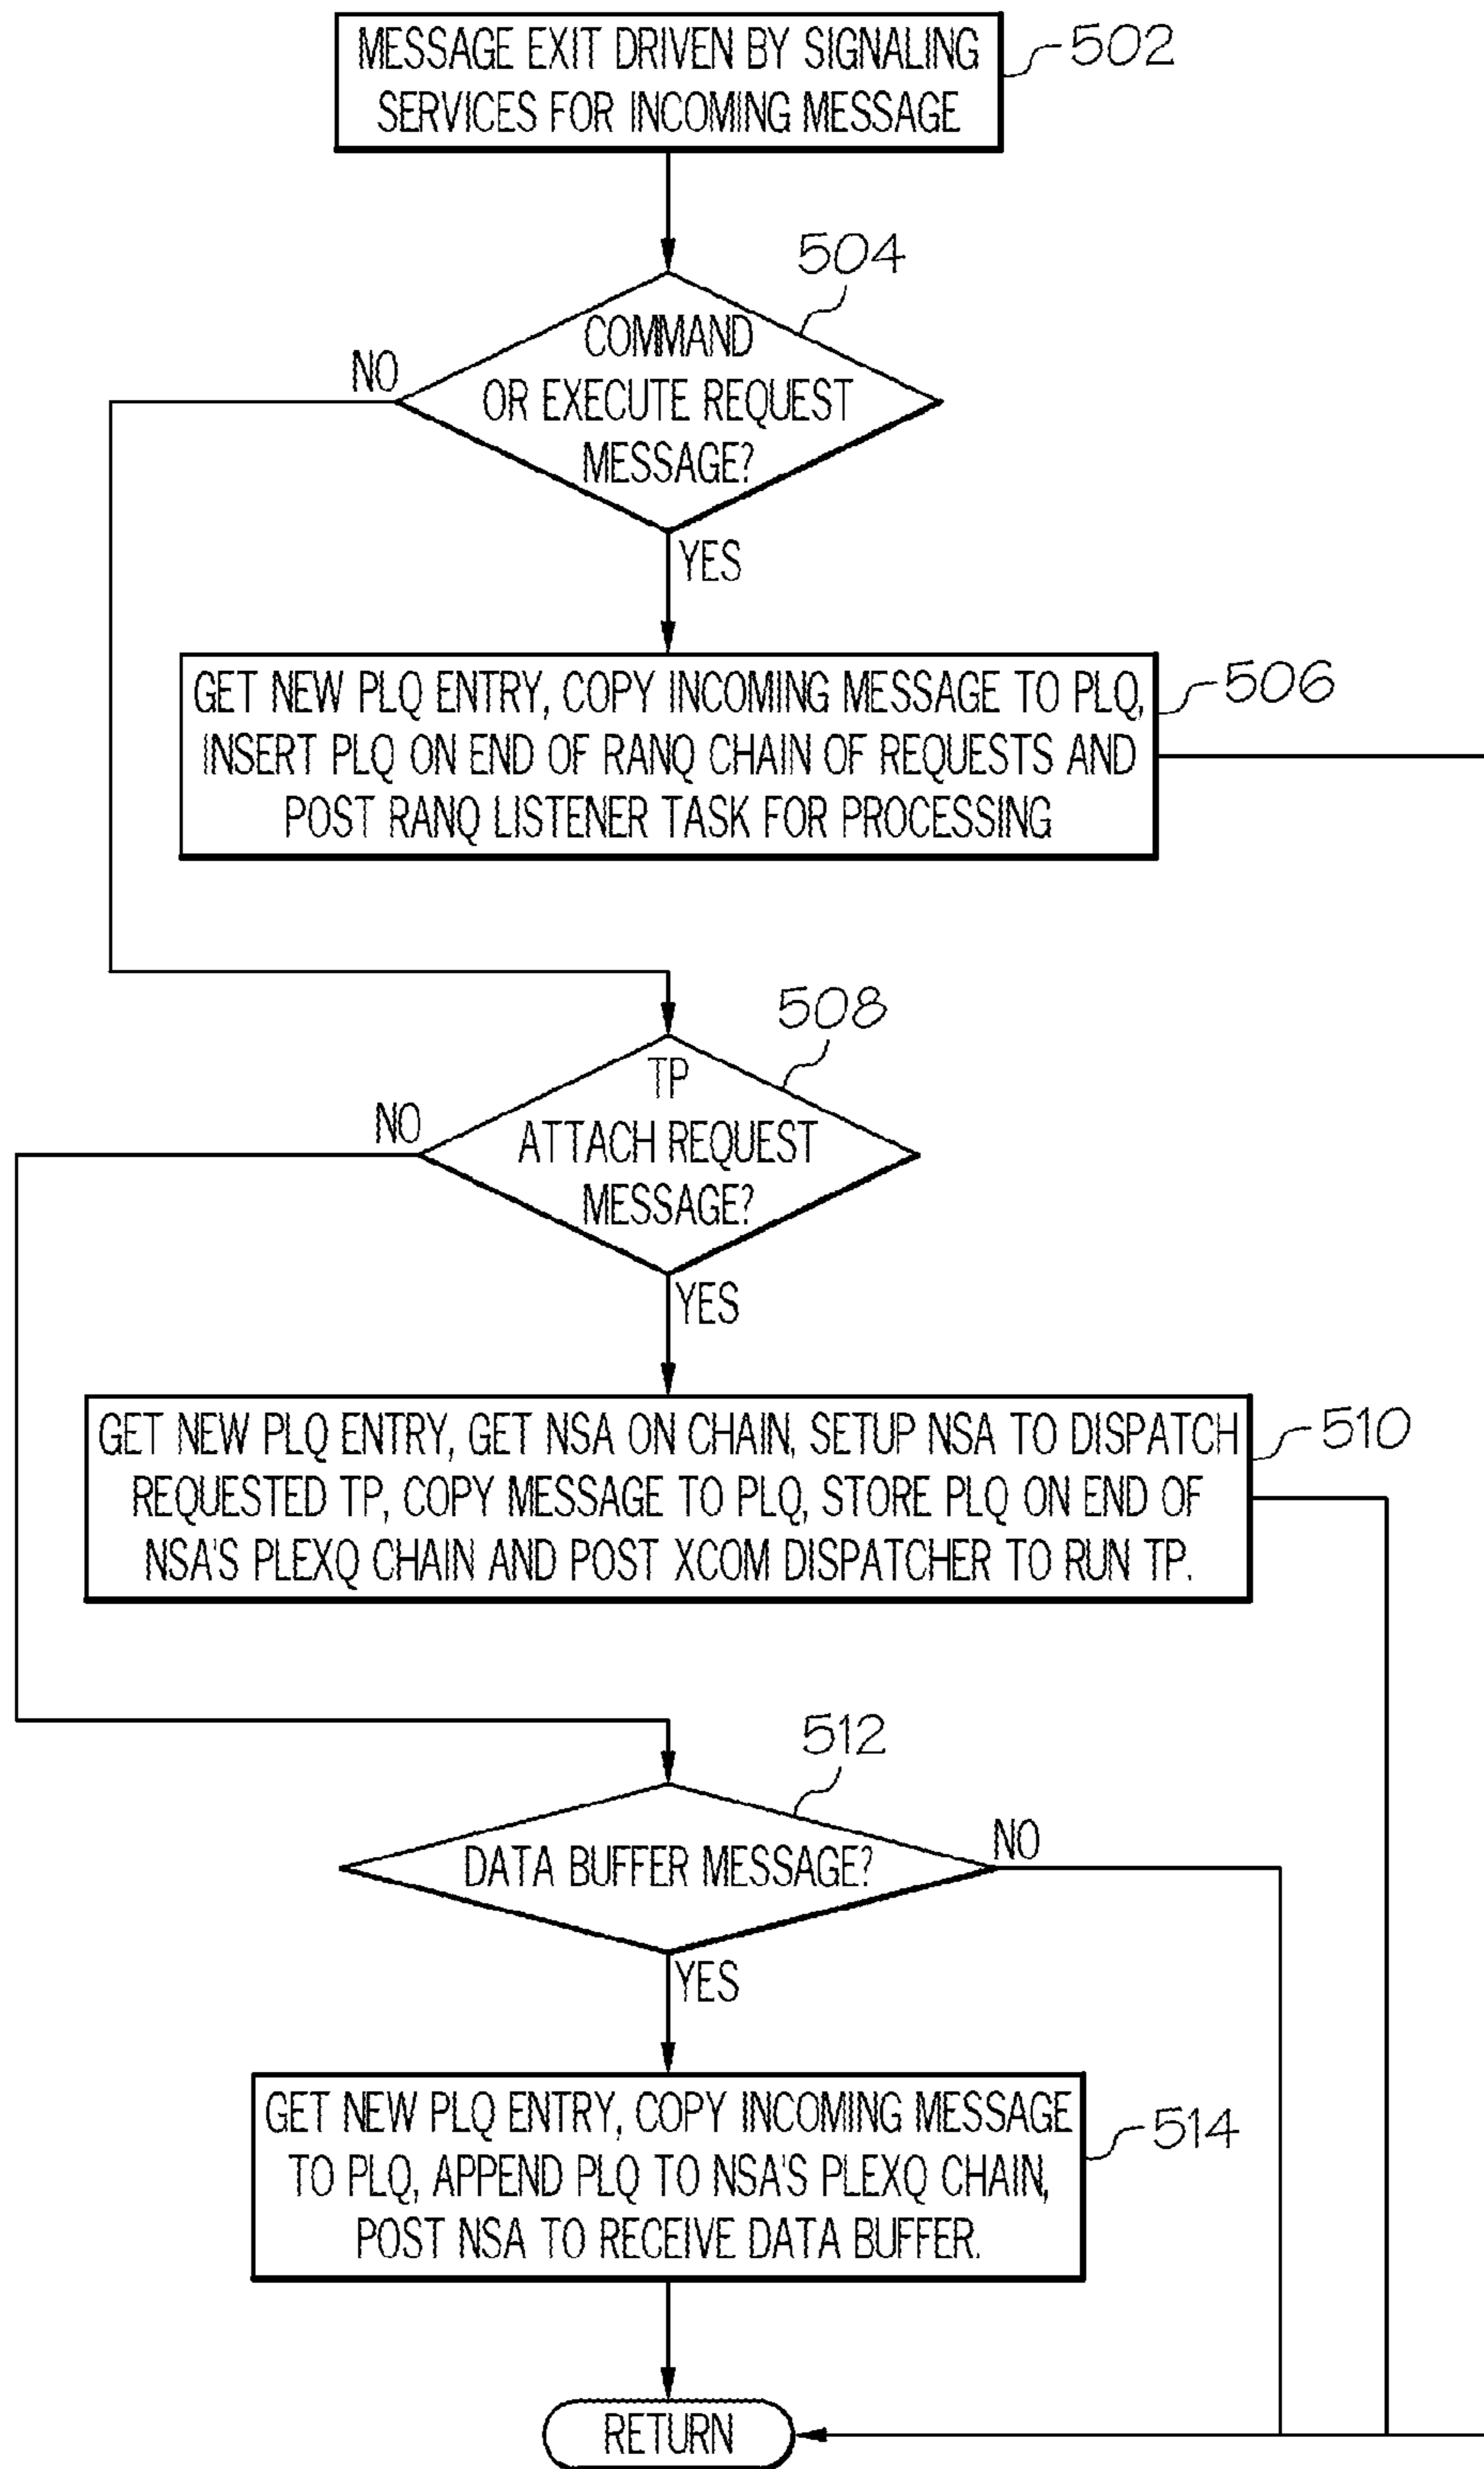 MESSAGE EXIT DRIVEN BY SIGNALING
SERVICES FOR INCOMING MESSAGE
502
504
COMMAND
OR EXECUTE REQUEST
MESSAGE?
NO
YES
GET NEW PLQ ENTRY, COPY INCOMING MESSAGE TO PLQ,
INSERT PLQ ON END OF RANQ CHAIN OF REQUESTS AND
POST RANQ LISTENER TASK FOR PROCESSING
506
508
TP
ATTACH REQUEST
MESSAGE?
NO
YES
GET NEW PLQ ENTRY, GET NSA ON CHAIN, SETUP NSA TO DISPATCH
REQUESTED TP, COPY MESSAGE TO PLQ, STORE PLQ ON END OF
NSA'S PLEXQ CHAIN AND POST XCOM DISPATCHER TO RUN TP.
510
512
DATA BUFFER MESSAGE?
NO
YES
GET NEW PLQ ENTRY, COPY INCOMING MESSAGE
TO PLQ, APPEND PLQ TO NSA'S PLEXQ CHAIN,
POST NSA TO RECEIVE DATA BUFFER.
514
RETURN